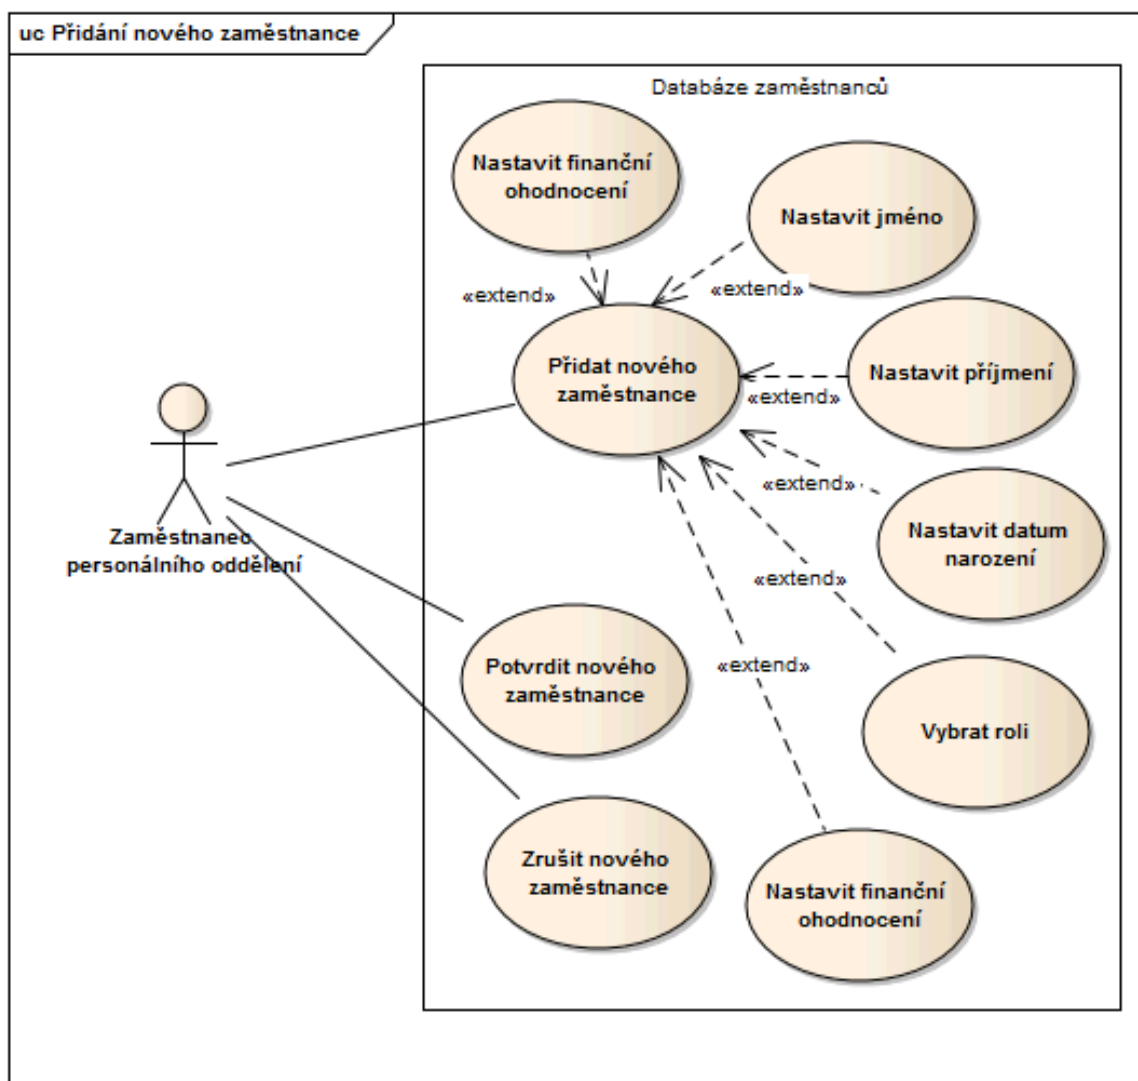 uc Přidání nového zaměstnance
Databáze zaměstnanců
Nastavit finanční
ohodnocení
Nastavit jméno
«extend»
«extend»
Přidat nového
zaměstnance
Nastavit příjmení
«extend»
«extend»
Nastavit datum
narození
Zaměstnanec
personálního oddělení
«extend»
«extend»
Potvrdit nového
zaměstnance
Vybrat roli
Zrušit nového
zaměstnance
Nastavit finanční
ohodnocení